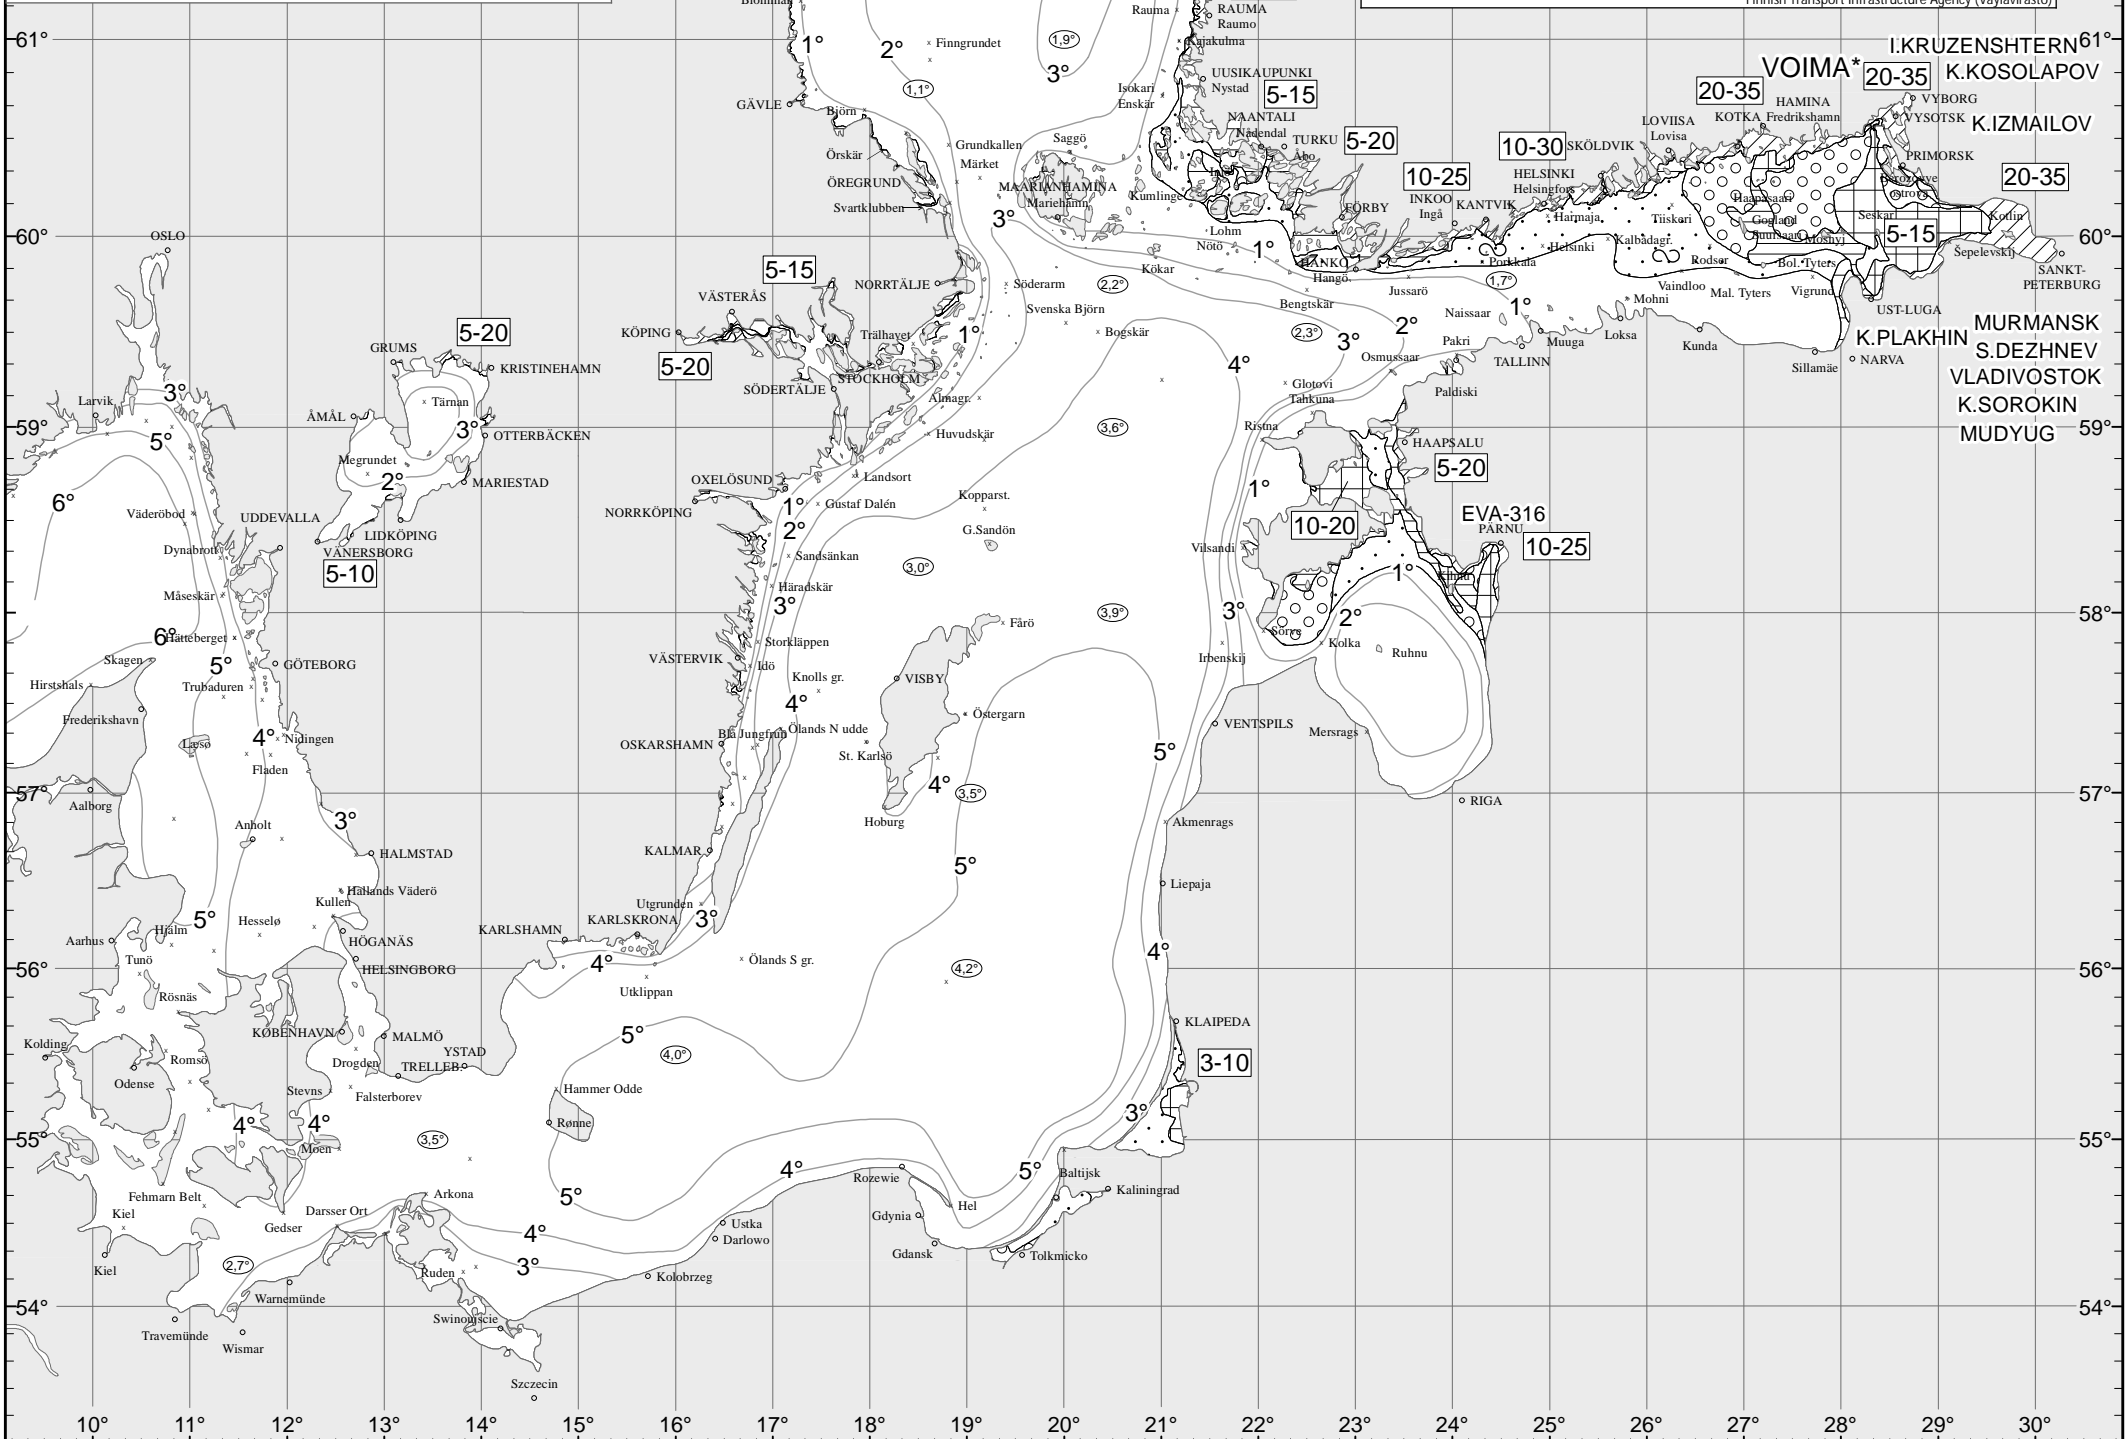 Finnish Transport Infrastructure Agency (Väylävirasto)
Rauma
RAUMA
Raumo
61°
1°
2°
Finngrundet
1,9°
3°
Kajakulma
I.KRUZENSHTERN
61°
VOIMA*
20-35
K.KOSOLAPOV
UUSIKAUPUNKI
Nystad
5-15
20-35
GÄVLE
Björn
1,1°
Isokari
Enskär
HAMINA
Fredrikshamn
KOTKA
VYBORG
VYSOTSK
K.IZMAILOV
NAANTALI
Nådendal
LOVIISA
Lovisa
Saggö
TURKU
Åbo
5-20
10-30
SKÖLDVIK
Grundkallen
Örskär
Märket
PRIMORSK
ÖREGRUND
MAARIANHAMINA
Mariehamn
10-25
HELSINKI
Helsingfors
20-35
Berezovye
ostrova
Svartklubben
Kumlinge
INKOO
Ingå
KANTVIK
Haapasaari
3°
FÖRBY
Harmaja
Tiiskeri
Gogland
Seskar
Kotlin
OSLO
60°
Lohm
Nötö
1°
Helsinki
Kalbådagr.
Suursaari
Moshyj
5-15
60°
5-15
Kökar
HANKO
Hangö
Porkkala
Rodsor
Bol.Tyters
Šepelevskij
SANKT-
PETERBURG
VÄSTERÅS
NORRTÄLJE
Söderarm
2,2°
Jussarö
1,7°
Vaindloo
Mal. Tyters
Vigrund
Svenska Björn
Bengtskär
Naissaar
1°
Mohni
UST-LUGA
KÖPING
5-20
Trälhavet
1°
Bogskär
2,3°
2°
MURMANSK
GRUMS
5-20
3°
Pakri
Muuga
Loksa
Kunda
K.PLAKHIN
S.DEZHNEV
Osmussaar
TALLINN
Sillamäe
NARVA
KRISTINEHAMN
STOCKHOLM
4°
VLADIVOSTOK
SÖDERTÄLJE
Glotovi
Tahkuna
Paldiski
3°
Larvik
Tärnan
Almagr.
K.SOROKIN
ÅMÅL
59°
5°
3°
OTTERBÄCKEN
Huvudskär
3,6°
Ristna
HAAPSALU
MUDYUG
59°
Megrundet
5-20
2°
MARIESTAD
OXELÖSUND
Landsort
1°
6°
1°
Gustaf Dalén
Kopparst.
Väderöbod
UDDEVALLA
NORRKÖPING
EVA-316
PÄRNU
2°
10-20
LIDKÖPING
G.Sandön
Dynabrott
VÄNERSBORG
Sandsänkan
Vilsandi
10-25
5-10
3,0°
1°
Kihnu
Måseskär
Häradskär
3°
3,9°
3°
2°
58°
6°
Hätteberget
Fårö
Sörve
Kolka
Storkläppen
Skagen
5°
GÖTEBORG
VÄSTERVIK
Idö
Irbenskij
Ruhnu
Hirstshals
Trubaduren
Knolls gr.
VISBY
4°
Frederikshavn
Östergarn
VENTSPILS
Mersrags
Læsø
4°
Nidingen
OSKARSHAMN
Blå Jungfrun
Ölands N udde
St. Karlsö
5°
Fladen
4°
3,5°
57°
57°
Aalborg
RIGA
Anholt
3°
Hoburg
Akmenrags
HALMSTAD
KALMAR
5°
Hallands Väderö
Liepaja
Kullen
Utgrunden
5°
Hesselø
3°
Hjälm
KARLSHAMN
KARLSKRONA
Aarhus
HÖGANÄS
4°
Tunö
HELSINGBORG
4°
Ölands S gr.
4,2°
56°
Utklippan
Rösnäs
KØBENHAVN
MALMÖ
5°
KLAIPEDA
Kolding
YSTAD
4,0°
Romsö
Drogden
TRELLEB.
3-10
Odense
Stevns
Falsterborev
Hammer Odde
4°
4°
Rønne
3°
3,5°
55°
55°
Moen
4°
5°
Baltijsk
Rozewie
Fehmarn Belt
Arkona
5°
Kaliningrad
Kiel
Darsser Ort
Hel
Gedser
Gdynia
4°
Ustka
Darlowo
Gdansk
Tolkmicko
2,7°
3°
Kiel
Ruden
Kolobrzeg
Warnemünde
54°
54°
Travemünde
Swinoujscie
Wismar
Szczecin
10° 11° 12° 13° 14° 15° 16° 17° 18° 19° 20° 21° 22° 23° 24° 25° 26° 27° 28° 29° 30°